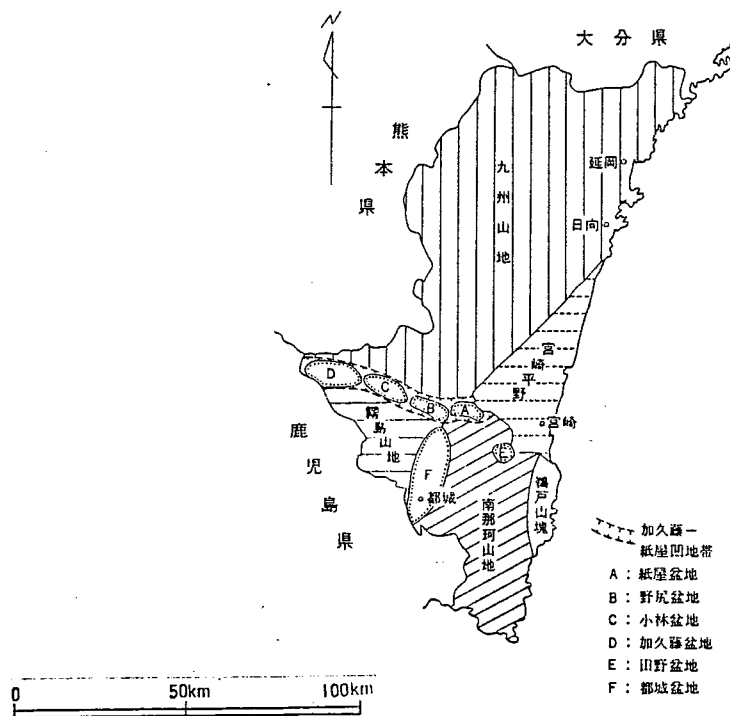 N
大分県
熊本県
九州山地
延岡
日向
宮崎平野
宮崎
D
C
B
A
霧島山地
E
F
都城
鹿児島県
南那珂山地
鵜戸山塊
加久藤ー
紙屋凹地帯
A：紙屋盆地
B：野尻盆地
C：小林盆地
D：加久藤盆地
E：田野盆地
F：都城盆地
0 50km 100km